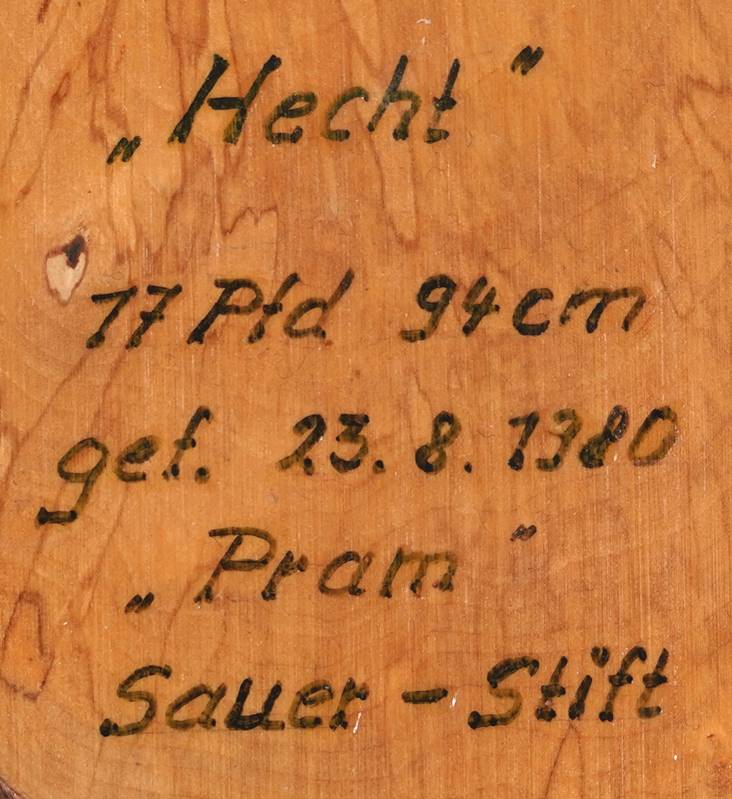 „Hecht"
17 Pfd 94cm
gef. 23.8.1980
„Pram"
Sauer-Stift